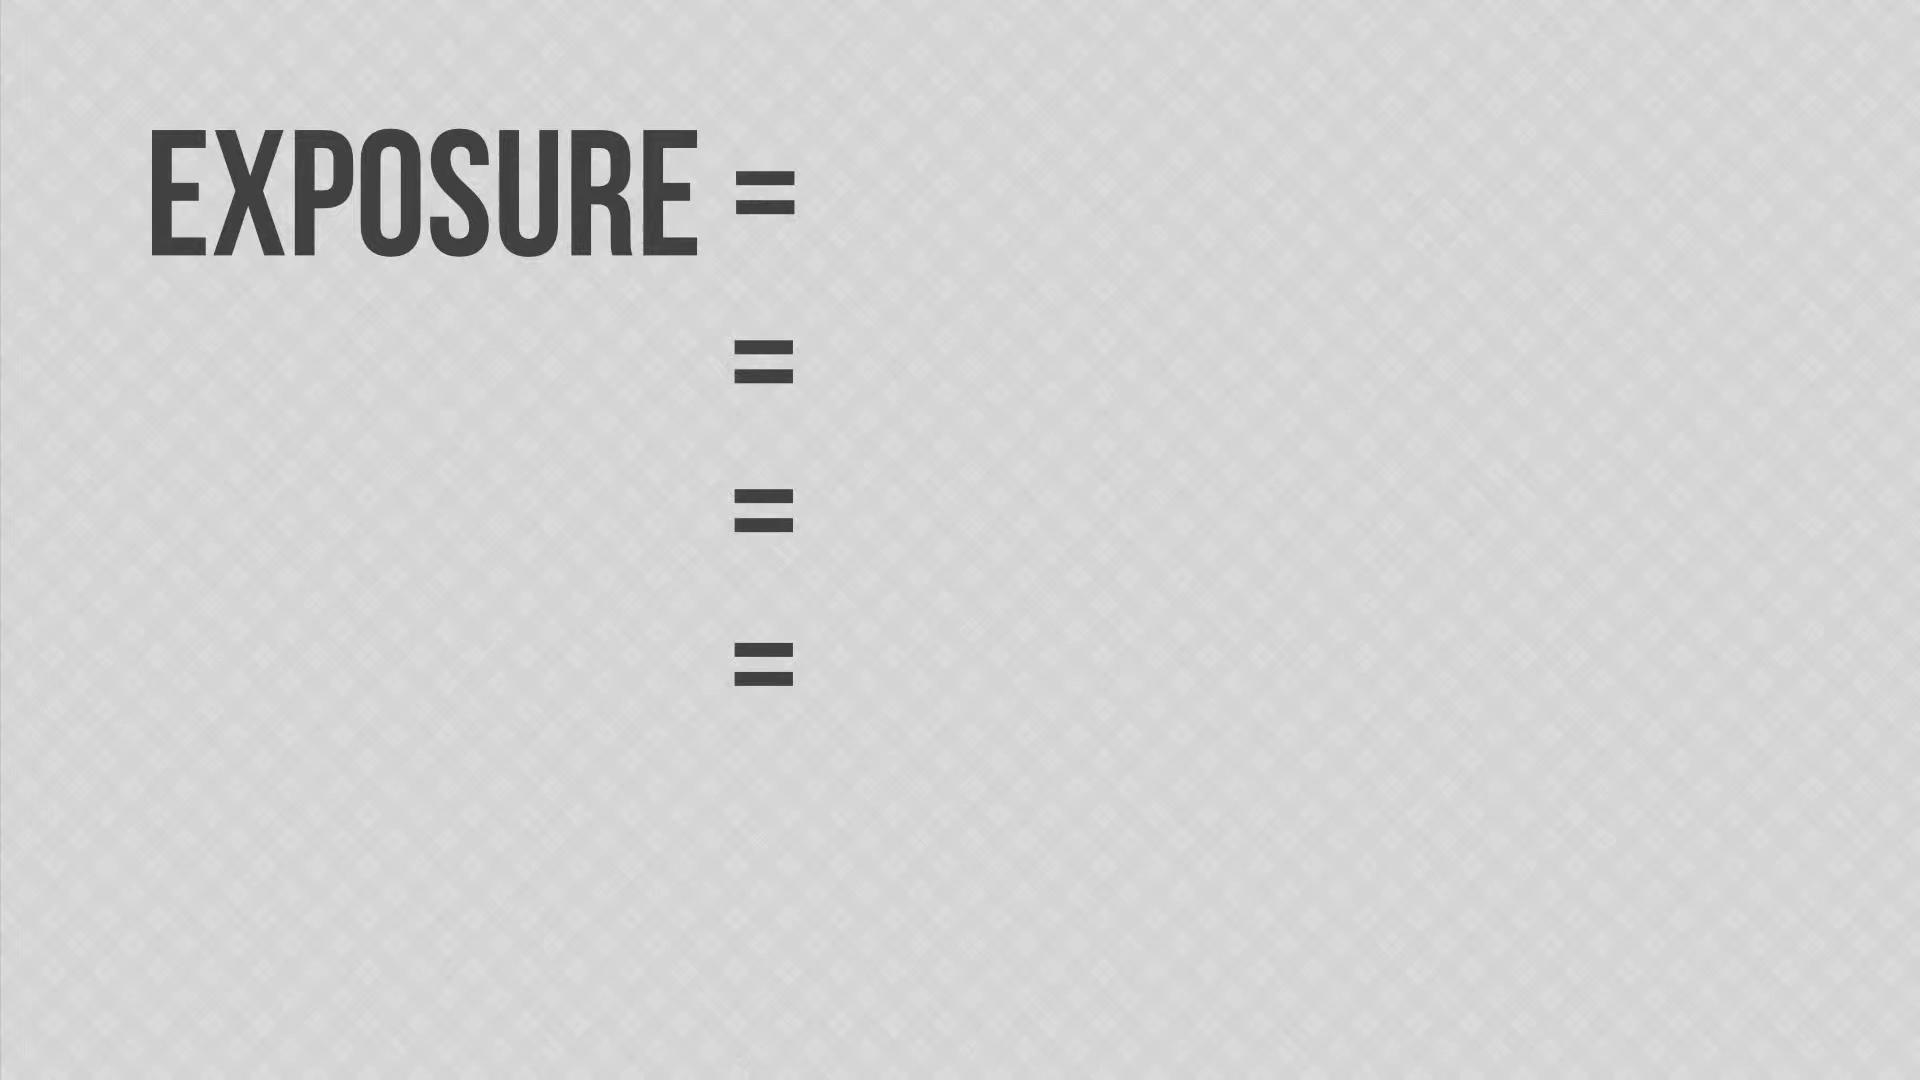 EXPOSURE =
=
=
=